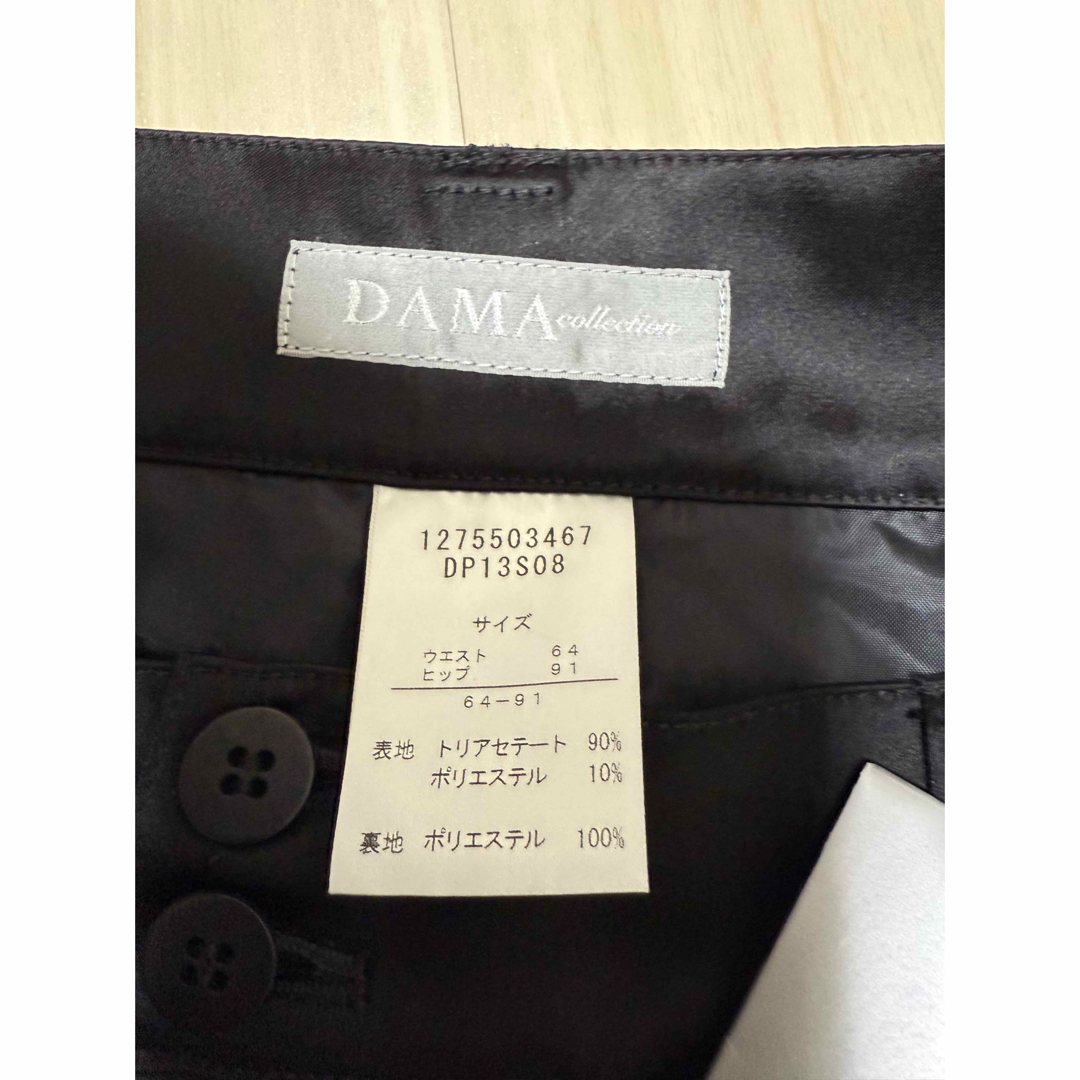 DAMA collection
1275503467
DP13S08
サイズ
ウエスト 64
ヒップ 91
64-91
表地 トリアセテート 90%
ポリエステル 10%
裏地 ポリエステル 100%